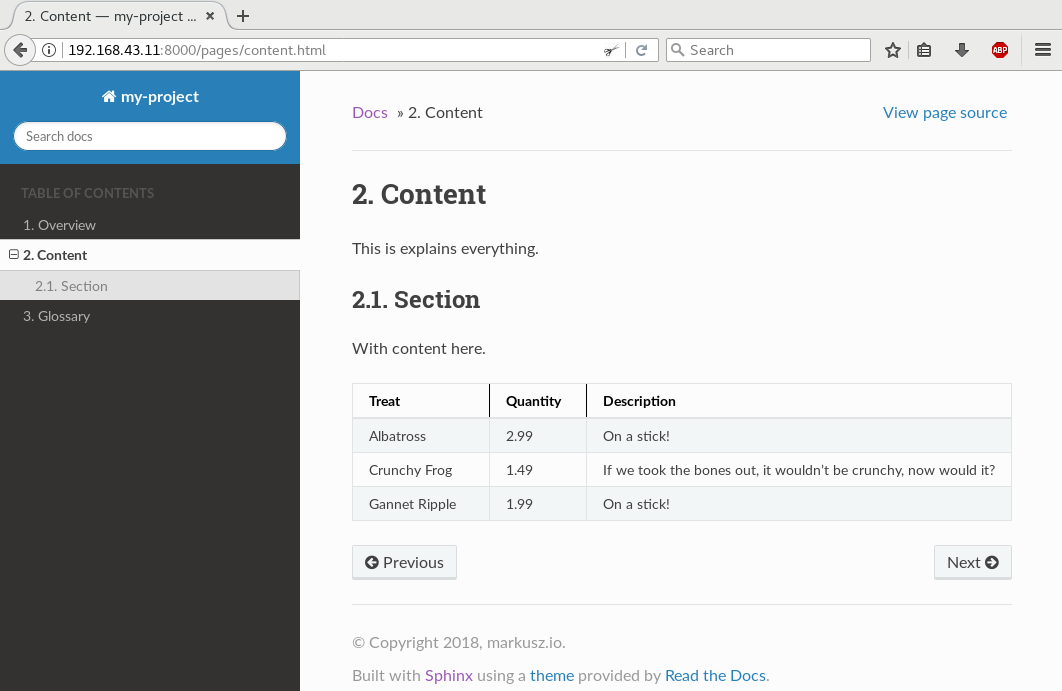 2. Content — my-project ...
192.168.43.11:8000/pages/content.html
Search
ABP
my-project
Search docs
TABLE OF CONTENTS
1. Overview
2. Content
2.1. Section
3. Glossary
Docs » 2. Content
View page source
2. Content
This is explains everything.
2.1. Section
With content here.
Treat Quantity Description
Albatross 2.99 On a stick!
Crunchy Frog 1.49 If we took the bones out, it wouldn't be crunchy, now would it?
Gannet Ripple 1.99 On a stick!
Previous
Next
© Copyright 2018, markusz.io.
Built with Sphinx using a theme provided by Read the Docs.